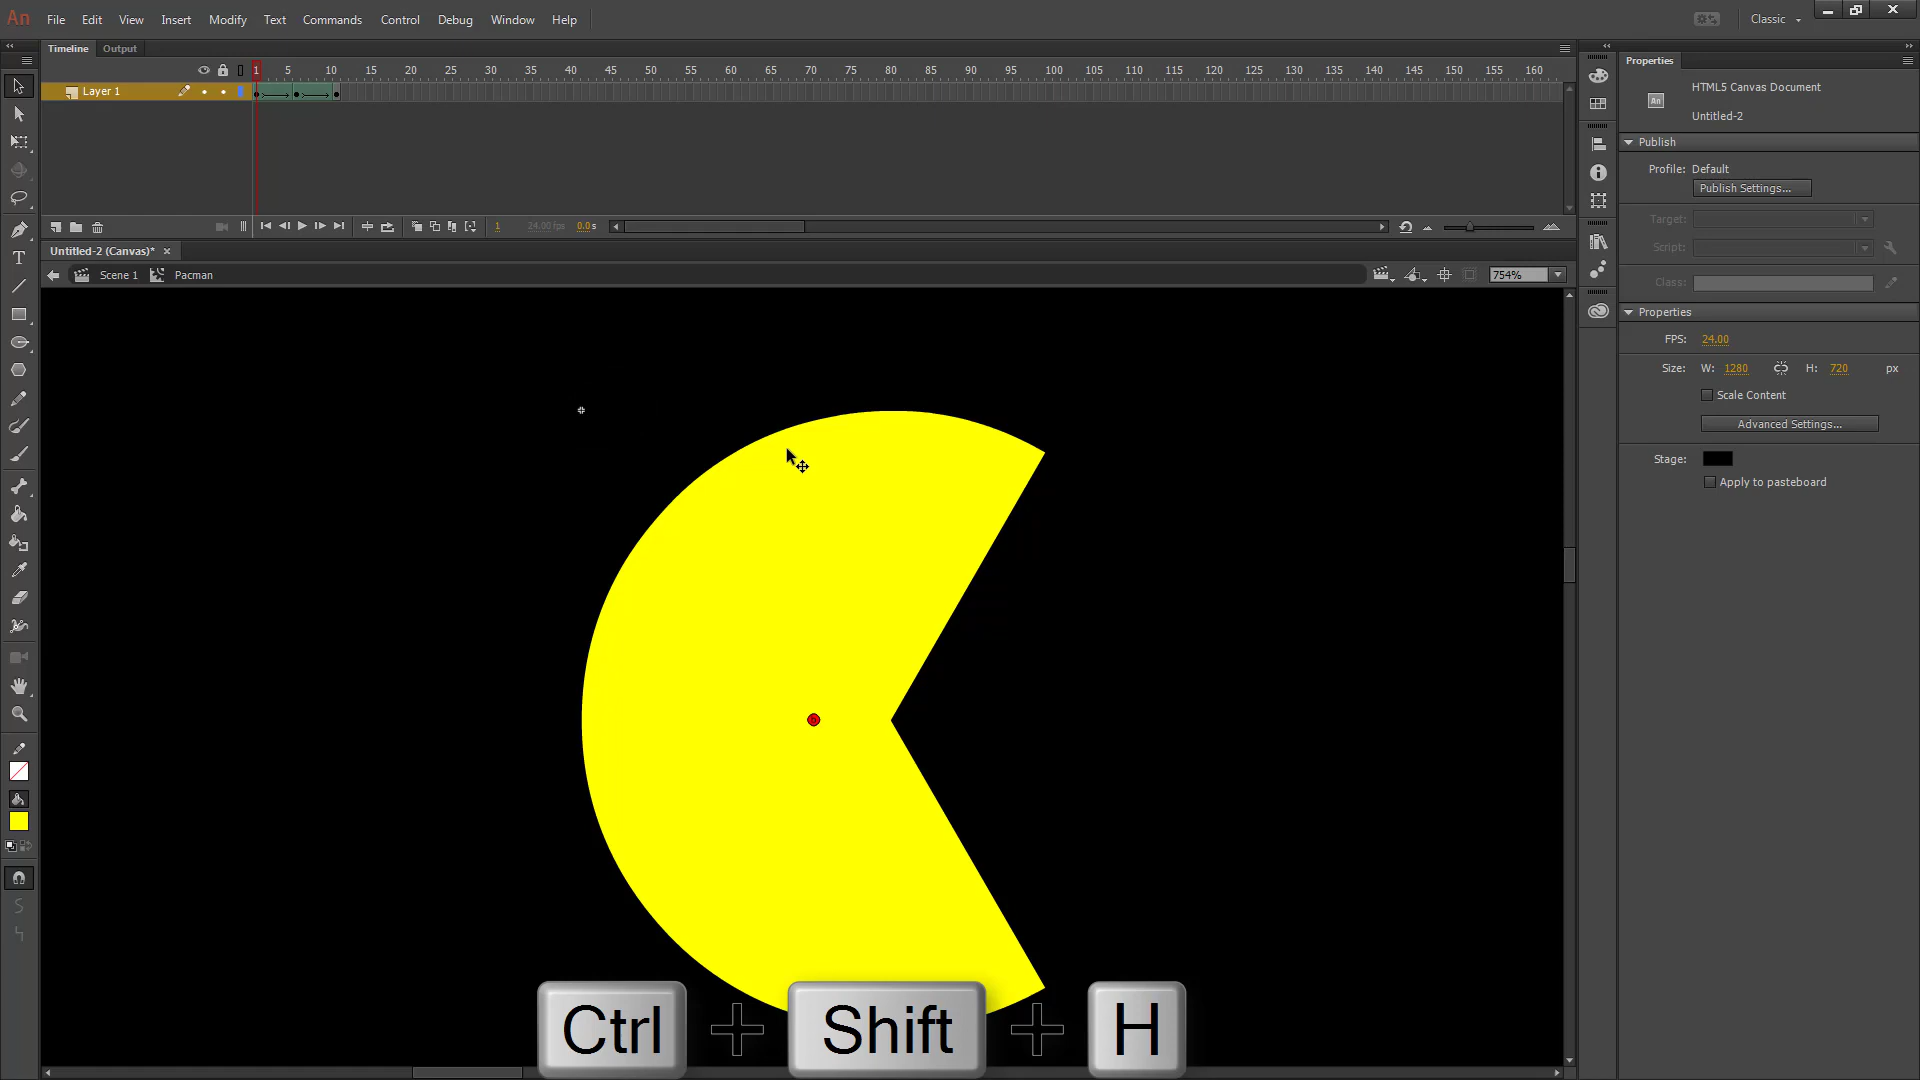 An File Edit View Insert Modify Text Commands Control Debug Window Help Classic
Timeline Output
1 5 10 15 20 25 30 35 40 45 50 55 60 65 70 75 80 85 90 95 100 105 110 115 120 125 130 135 140 145 150 155 160
Layer 1
1 24.00 fps 0.0 s
Untitled-2 (Canvas)*
Scene 1 Pacman 754%
Properties
An
HTML5 Canvas Document
Untitled-2
Publish
Profile: Default
Publish Settings...
Target:
Script:
Class:
Properties
FPS: 24.00
Size: W: 1280 H: 720 px
Scale Content
Advanced Settings...
Stage:
Apply to pasteboard
Ctrl + Shift + H